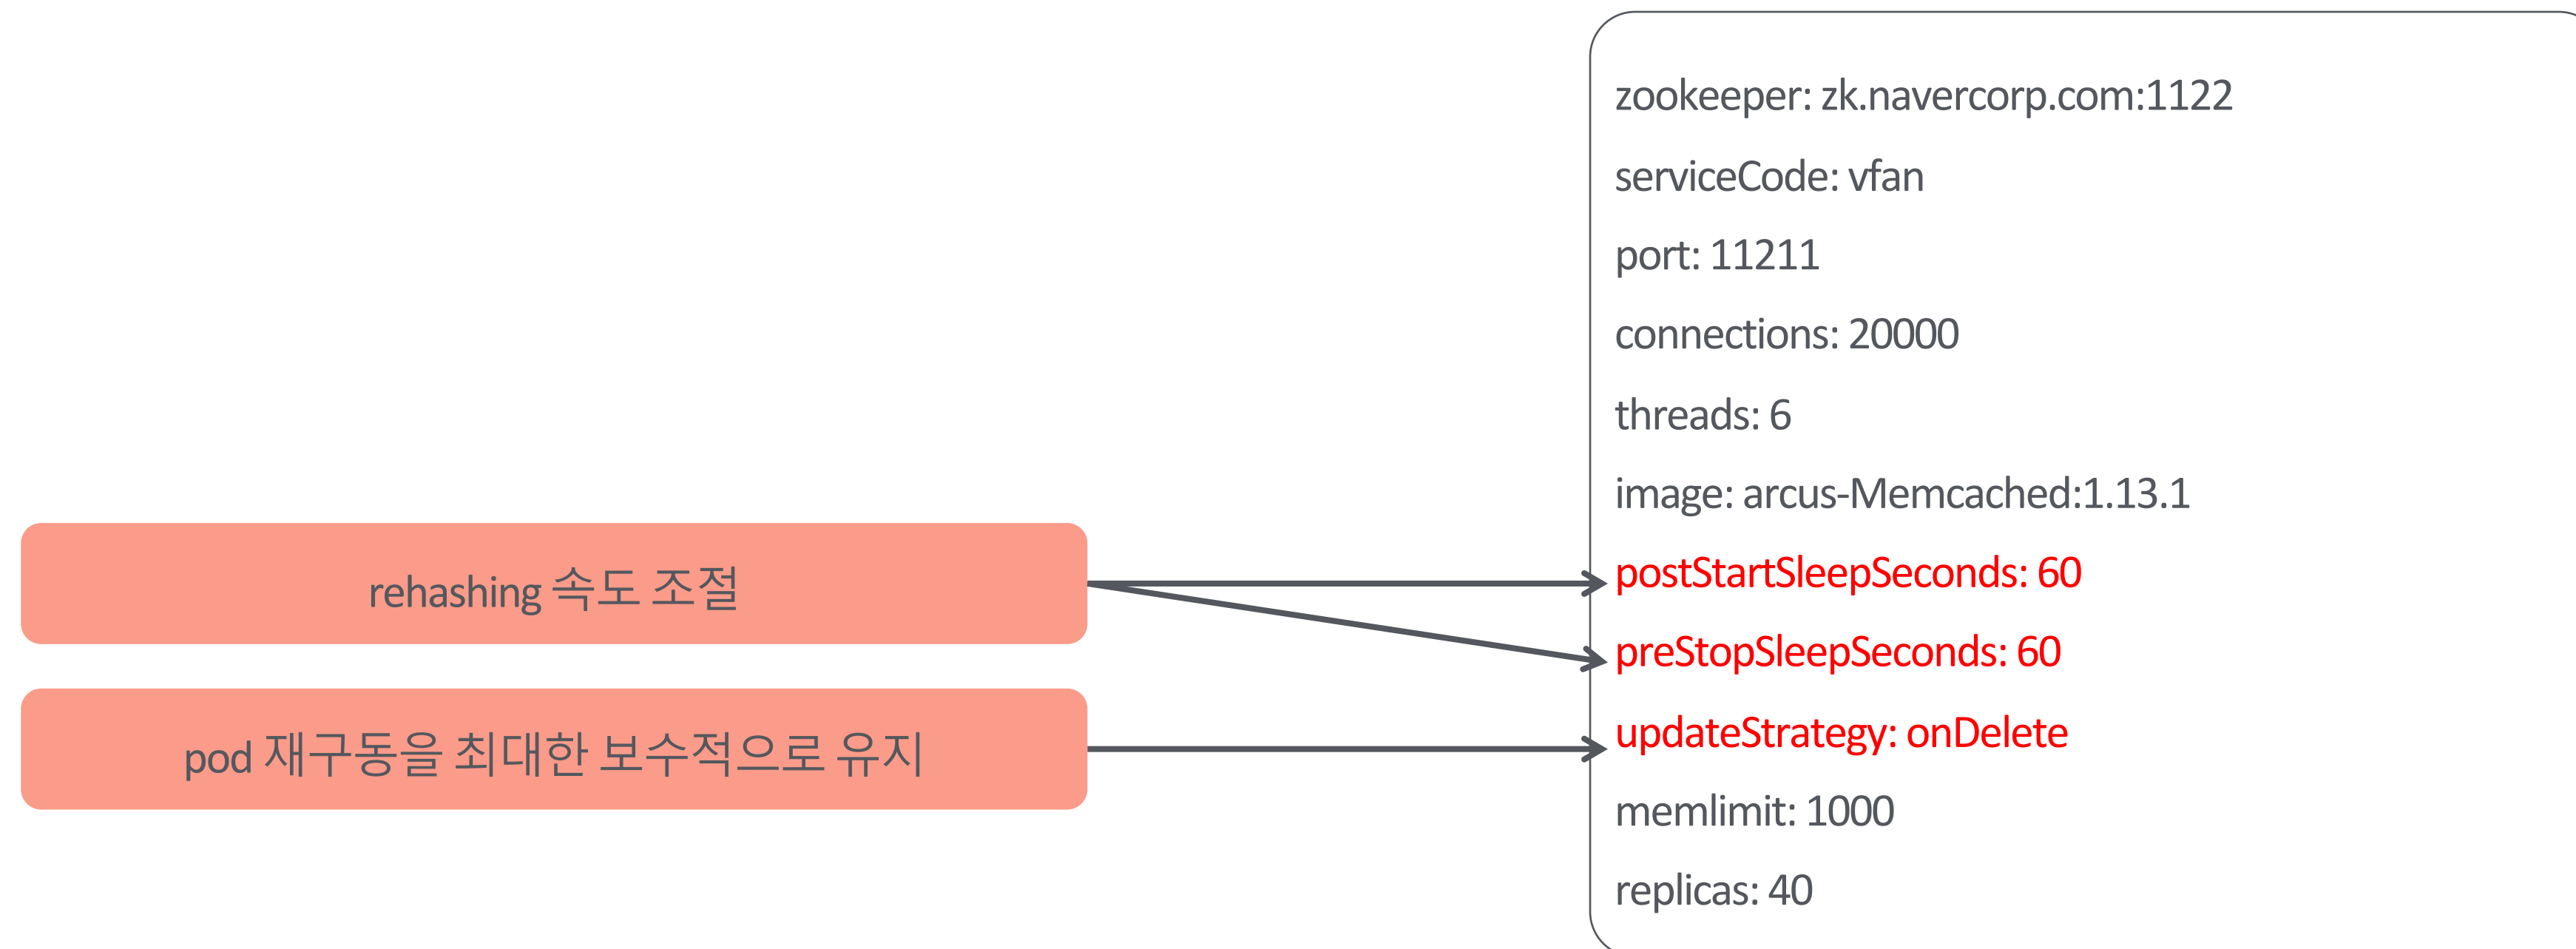 zookeeper: zk.navercorp.com:1122
serviceCode: vfan
port: 11211
connections: 20000
threads: 6
image: arcus-Memcached:1.13.1
rehashing 속도 조절
postStartSleepSeconds: 60
preStopSleepSeconds: 60
pod 재구동을 최대한 보수적으로 유지
updateStrategy: onDelete
memlimit: 1000
replicas: 40